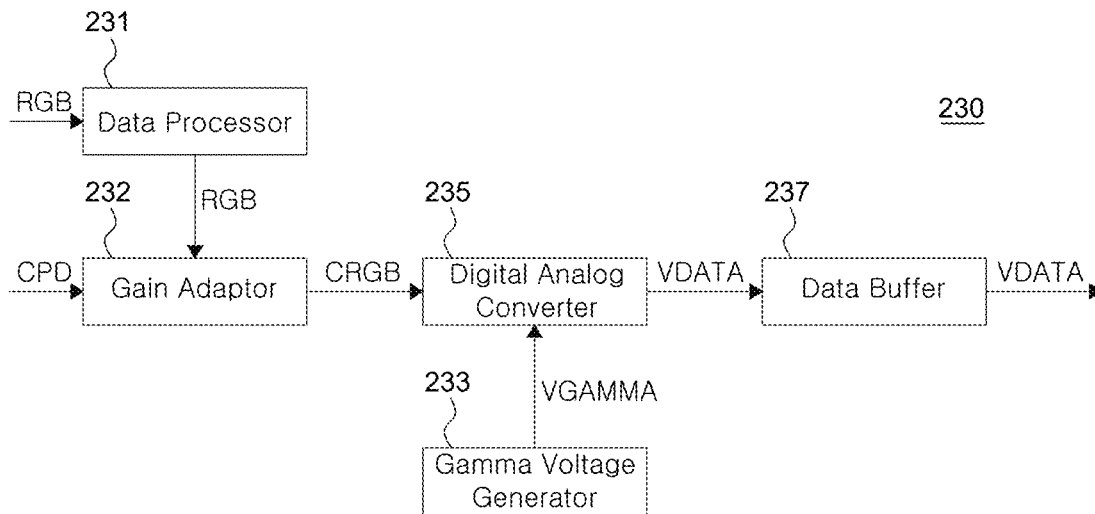 231
RGB
Data Processor
230
232
RGB
235
237
CPD
Gain Adaptor
CRGB
Digital Analog
Converter
VDATA
Data Buffer
VDATA
233
VGAMMA
Gamma Voltage
Generator